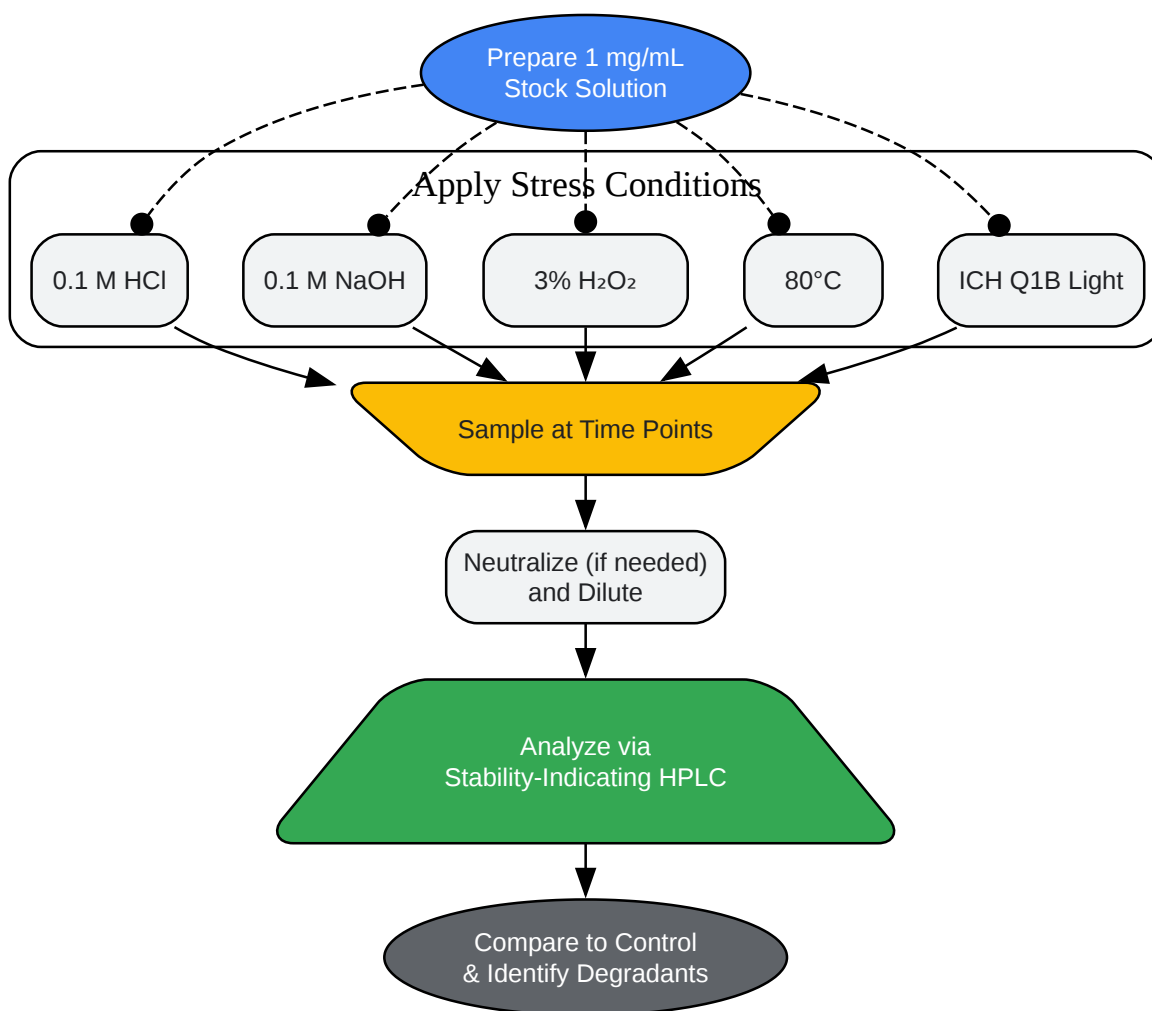 Prepare 1 mg/mL
Stock Solution
Apply Stress Conditions
0.1 M HCl
0.1 M NaOH
3% H₂O₂
80°C
ICH Q1B Light
Sample at Time Points
Neutralize (if needed)
and Dilute
Analyze via
Stability-Indicating HPLC
Compare to Control
& Identify Degradants